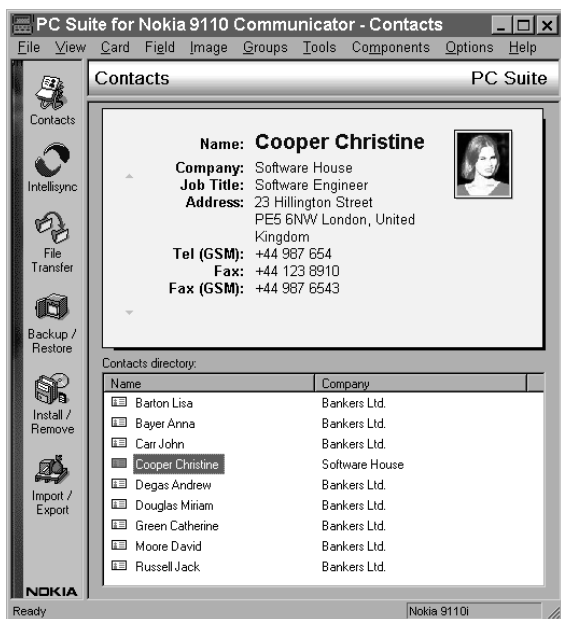 PC Suite for Nokia 9110 Communicator - Contacts
File View Card Field Image Groups Tools Components Options Help
Contacts PC Suite
Contacts
Intellisync
File
Transfer
Backup /
Restore
Install /
Remove
Import /
Export
NOKIA
Name: Cooper Christine
Company: Software House
Job Title: Software Engineer
Address: 23 Hillington Street
PE5 6NW London, United
Kingdom
Tel (GSM): +44 987 654
Fax: +44 123 8910
Fax (GSM): +44 987 6543
Contacts directory:
Name Company
Barton Lisa Bankers Ltd.
Bayer Anna Bankers Ltd.
Carr John Bankers Ltd.
Cooper Christine Software House
Degas Andrew Bankers Ltd.
Douglas Miriam Bankers Ltd.
Green Catherine Bankers Ltd.
Moore David Bankers Ltd.
Russell Jack Bankers Ltd.
Ready Nokia 9110i